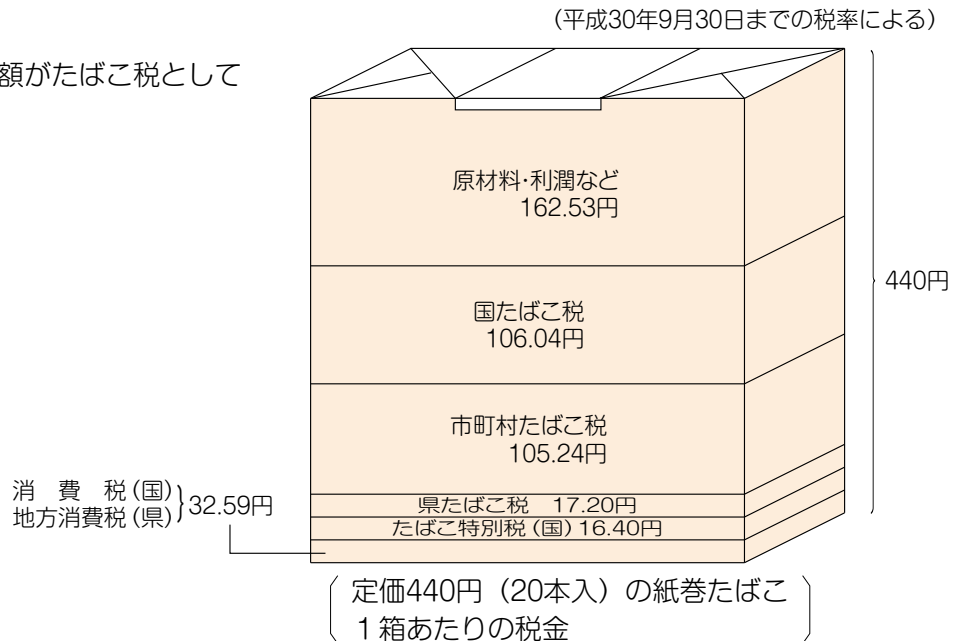 (平成30年9月30日までの税率による)
額がたばこ税として
原材料・利潤など
162.53円
440円
国たばこ税
106.04円
市町村たばこ税
105.24円
消 費 税(国)
地方消費税(県)
32.59円
県たばこ税 17.20円
たばこ特別税(国)16.40円
定価440円(20本入)の紙巻たばこ
1箱あたりの税金